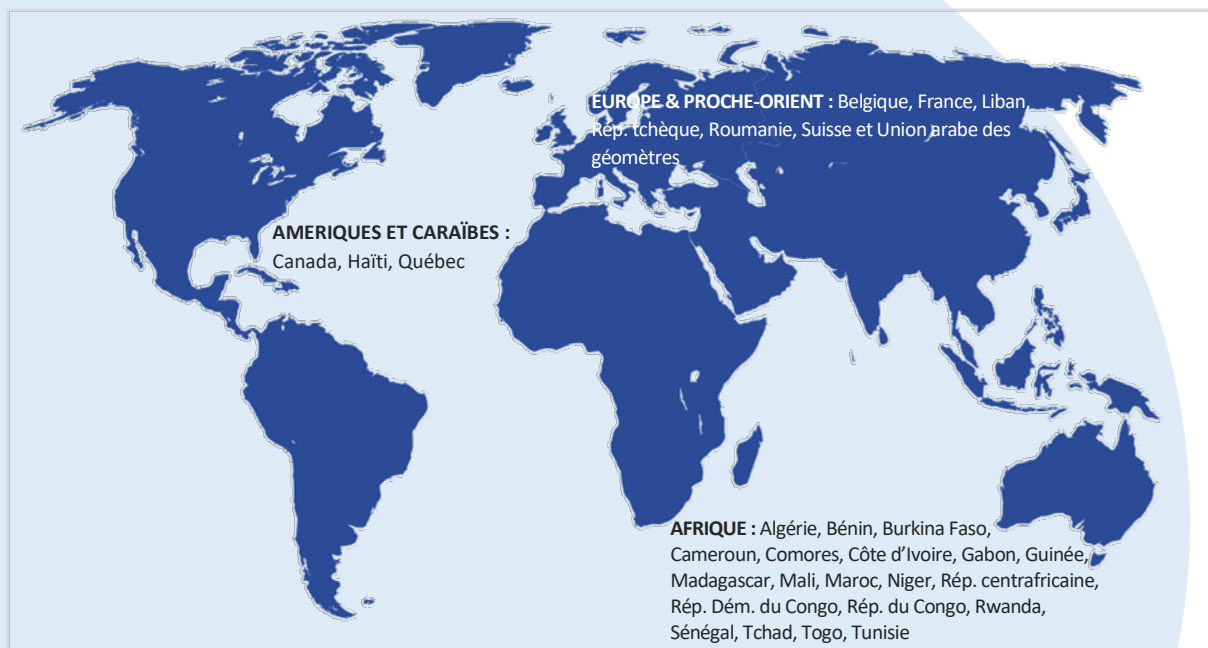 EUROPE & PROCHE-ORIENT : Belgique, France, Liban,
Rép. tchèque, Roumanie, Suisse et Union arabe des
géomètres
AMERIQUES ET CARAÏBES :
Canada, Haïti, Québec
AFRIQUE : Algérie, Bénin, Burkina Faso,
Cameroun, Comores, Côte d’Ivoire, Gabon, Guinée,
Madagascar, Mali, Maroc, Niger, Rép. centrafricaine,
Rép. Dém. du Congo, Rép. du Congo, Rwanda,
Sénégal, Tchad, Togo, Tunisie